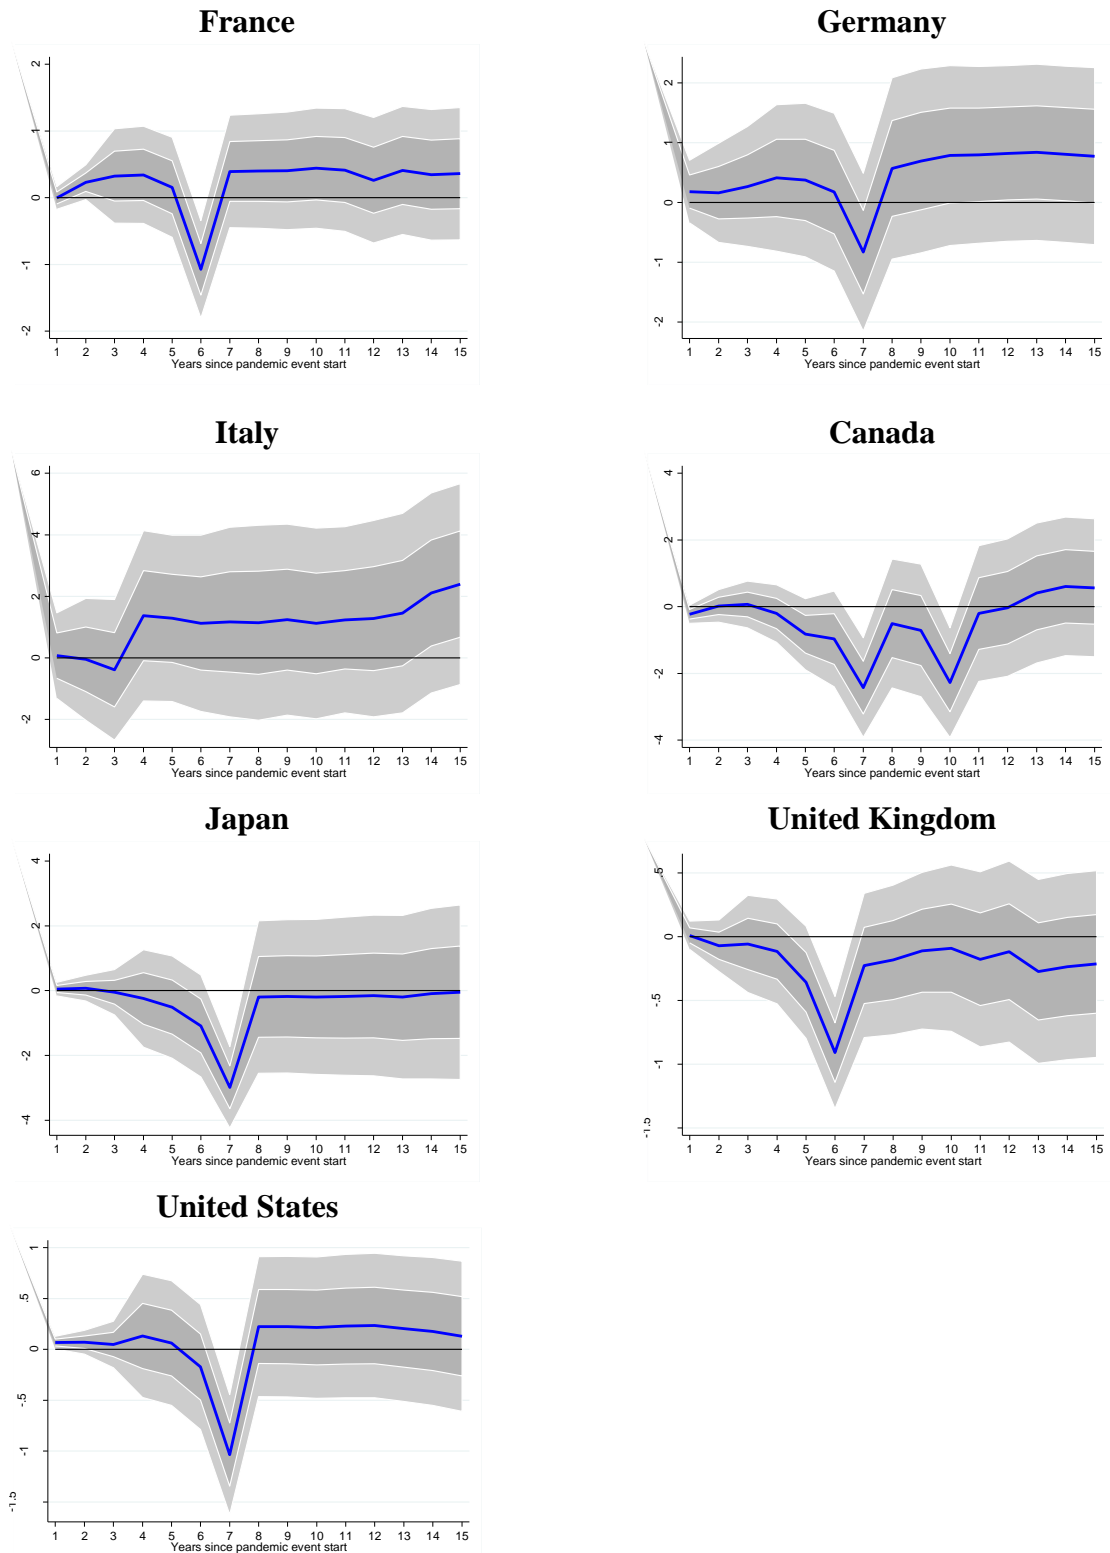 France
2
1
0
-1
-2
1 2 3 4 5 6 7 8 9 10 11 12 13 14 15
Years since pandemic event start
Germany
2
1
0
-1
-2
1 2 3 4 5 6 7 8 9 10 11 12 13 14 15
Years since pandemic event start
Italy
6
4
2
0
-2
1 2 3 4 5 6 7 8 9 10 11 12 13 14 15
Years since pandemic event start
Canada
4
2
0
-2
-4
1 2 3 4 5 6 7 8 9 10 11 12 13 14 15
Years since pandemic event start
Japan
4
2
0
-2
-4
1 2 3 4 5 6 7 8 9 10 11 12 13 14 15
Years since pandemic event start
United Kingdom
.5
0
-.5
-1
-1.5
1 2 3 4 5 6 7 8 9 10 11 12 13 14 15
Years since pandemic event start
United States
1
.5
0
-.5
-1
-1.5
1 2 3 4 5 6 7 8 9 10 11 12 13 14 15
Years since pandemic event start